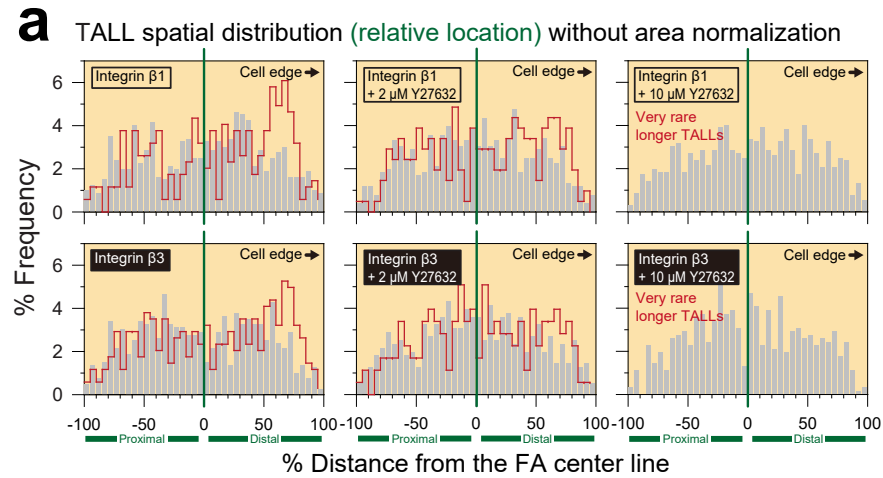 a
TALL spatial distribution (relative location) without area normalization
% Frequency
Integrin β1
Cell edge
Integrin β1
+ 2 µM Y27632
Cell edge
Integrin β1
+ 10 µM Y27632
Cell edge
Very rare
longer TALLs
6
4
2
0
Integrin β3
Cell edge
Integrin β3
+ 2 µM Y27632
Cell edge
Integrin β3
+ 10 µM Y27632
Cell edge
Very rare
longer TALLs
6
4
2
0
-100 -50 0 50 100
-100 -50 0 50 100
-100 -50 0 50 100
Proximal Distal
Proximal Distal
Proximal Distal
% Distance from the FA center line